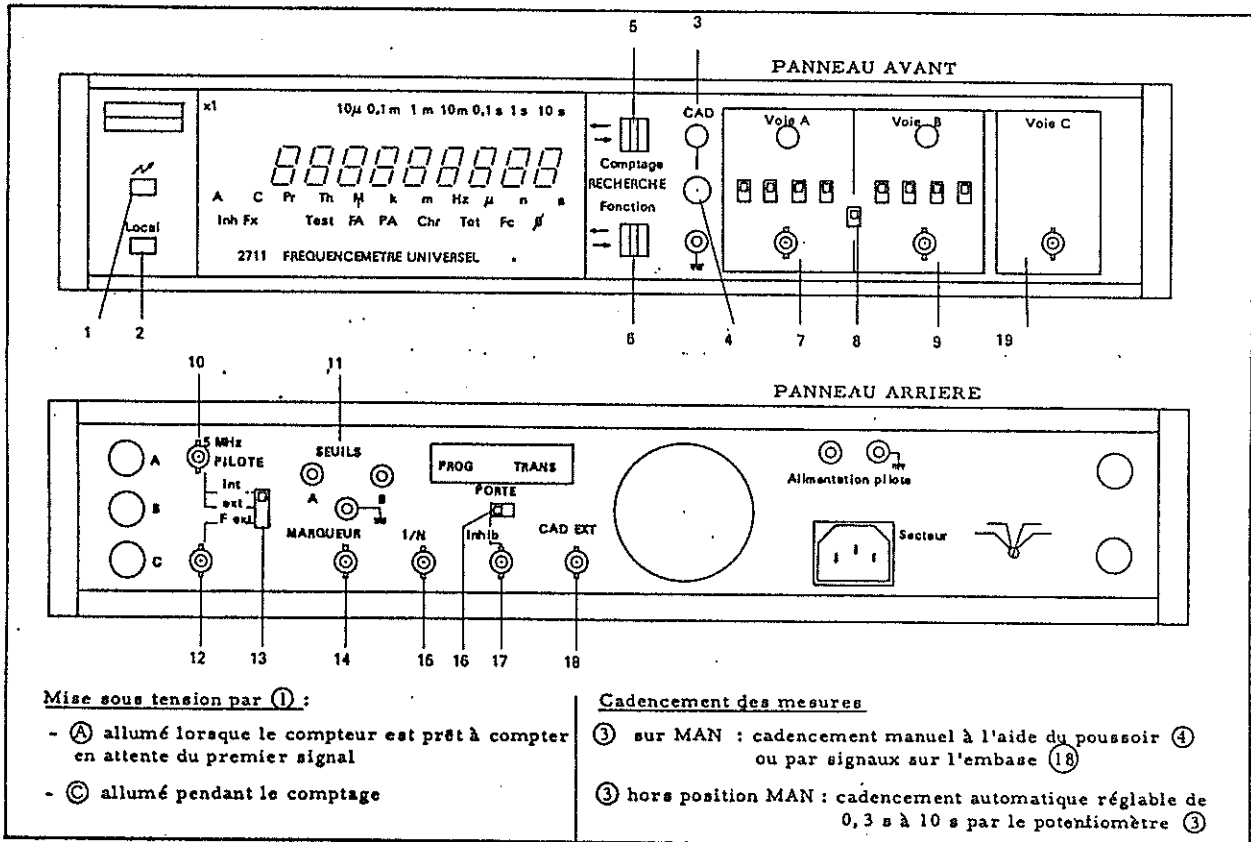 5 3
PANNEAU AVANT
x1 10µ 0,1m 1 m 10m 0,1 s 1 s 10 s
CAD
Voie A Voie B Voie C
Comptage
RECHERCHE
Fonction
A C Pr Th M k m Hz µ n s
Inh Fx Test FA PA Chr Tot Fc ø
Local
2711 FREQUENCEMETRE UNIVERSEL
1 2 6 4 7 8 9 19
10 11
PANNEAU ARRIERE
A 5 MHz
PILOTE
SEUILS
PROG TRANS
Int
ext
F ext
A B
PORTE
Alimentation pilote
B
MARQUEUR 1/N Inhib CAD EXT
Secteur
C
12 13 14 15 16 17 18
Mise sous tension par ① :
- Ⓐ allumé lorsque le compteur est prêt à compter
en attente du premier signal
- Ⓒ allumé pendant le comptage
Cadencement des mesures
③ sur MAN : cadencement manuel à l'aide du poussoir ④
ou par signaux sur l'embase ⑱
③ hors position MAN : cadencement automatique réglable de
0,3 s à 10 s par le potentiomètre ③